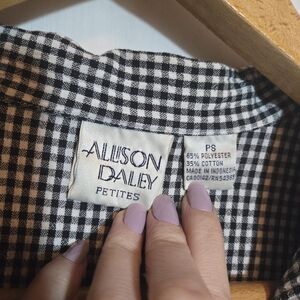 ALLISON
DALEY
PETITES
PS
65% POLYESTER
35% COTTON
MADE IN INDONESIA